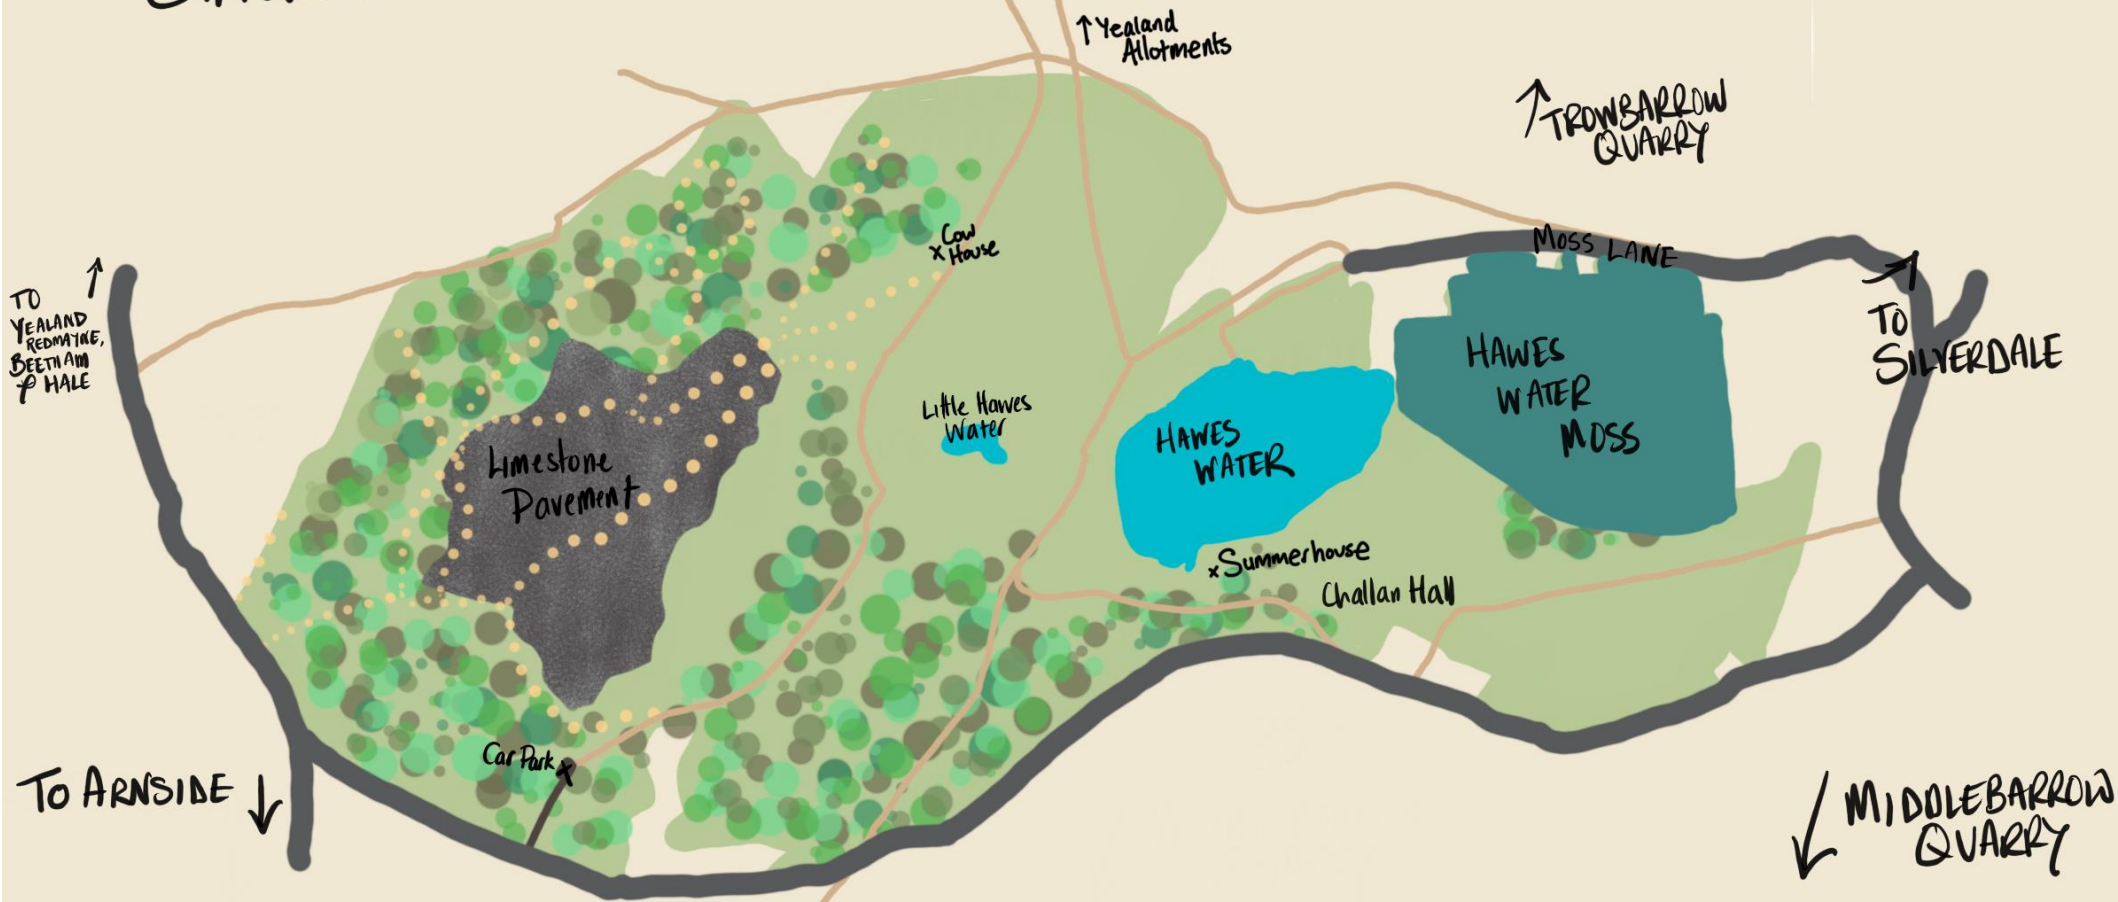 ↑ Yealand
Allotments
↑ TROWBARROW
QUARRY
Cow
x House
MOSS LANE
TO
YEALAND
REDMAYNE,
BEETHAM
& HALE
TO
SILVERDALE
HAWES
WATER
MOSS
Little Hawes
Water
HAWES
WATER
Limestone
Pavement
x Summerhouse
Challan Hall
Car Park x
TO ARNSIDE ↓
MIDDLEBARROW
QUARRY